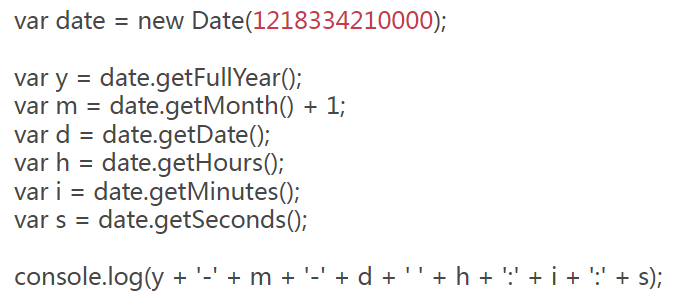 var date = new Date(1218334210000);
var y = date.getFullYear();
var m = date.getMonth() + 1;
var d = date.getDate();
var h = date.getHours();
var i = date.getMinutes();
var s = date.getSeconds();
console.log(y + '-' + m + '-' + d + ' ' + h + ':' + i + ':' + s);